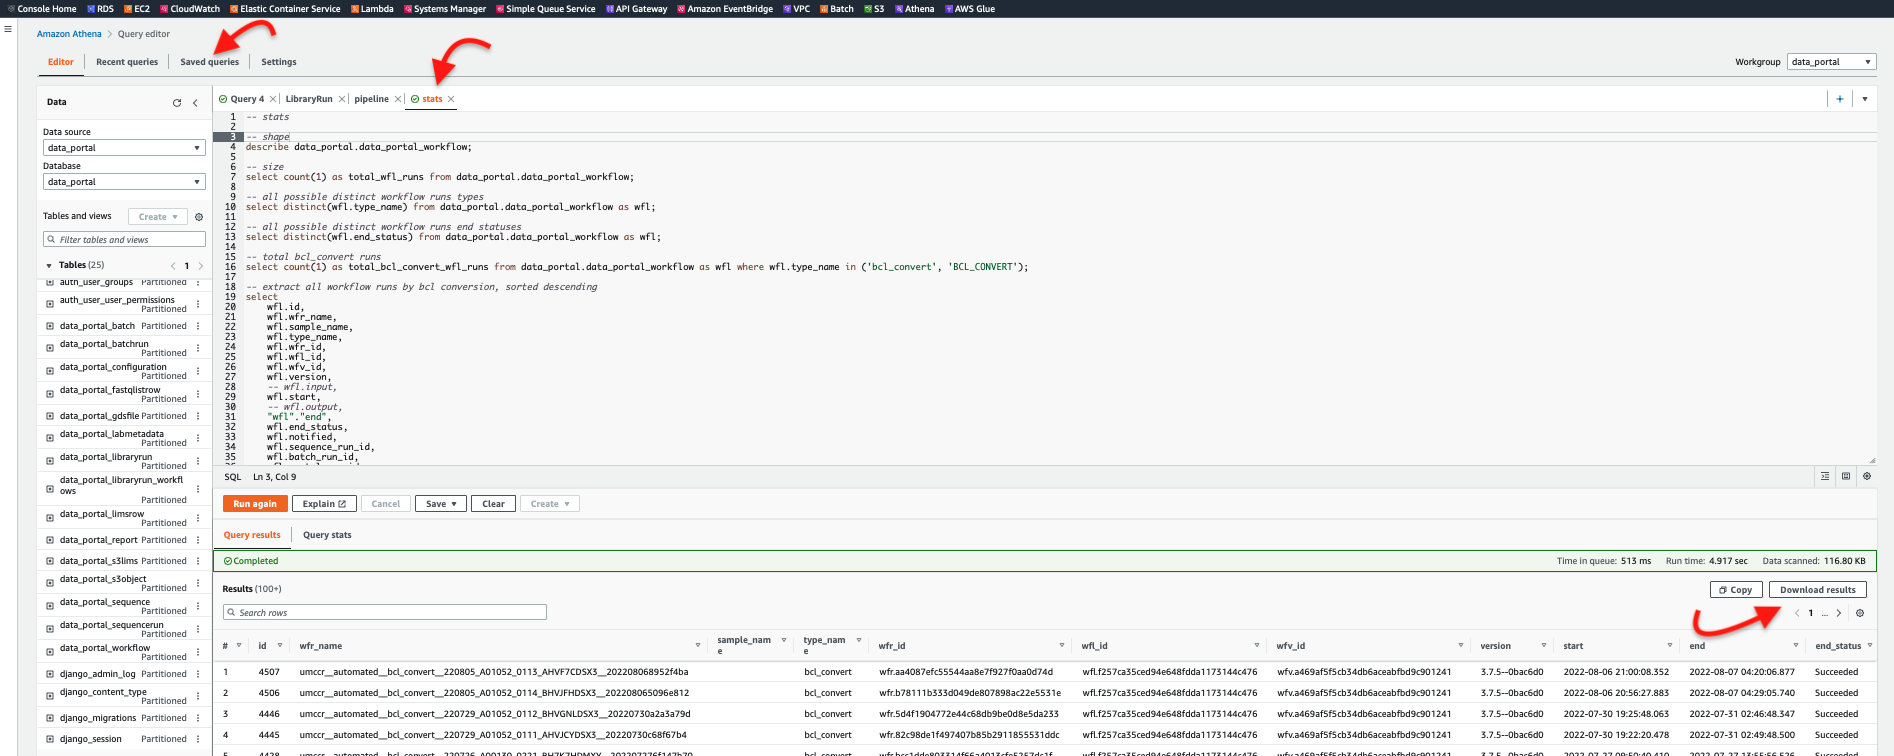 Console Home RDS EC2 CloudWatch Elastic Container Service Lambda Systems Manager Simple Queue Service API Gateway Amazon EventBridge VPC Batch S3 Athena AWS Glue
Amazon Athena > Query editor
Editor Recent queries Saved queries Settings
Workgroup data_portal
Data
Data source
data_portal
Database
data_portal
Tables and views Create
Filter tables and views
Tables (25) < 1 >
auth_user_groups Partitioned
auth_user_user_permissions
Partitioned
data_portal_batch Partitioned
data_portal_batchrun
Partitioned
data_portal_configuration
Partitioned
data_portal_fastqlistrow
Partitioned
data_portal_gdsfile Partitioned
data_portal_labmetadata
Partitioned
data_portal_libraryrun
Partitioned
data_portal_libraryrun_workfl
ows
Partitioned
data_portal_limsrow
Partitioned
data_portal_report Partitioned
data_portal_s3lims Partitioned
data_portal_s3object
Partitioned
data_portal_sequence
Partitioned
data_portal_sequencerun
Partitioned
data_portal_workflow
Partitioned
django_admin_log Partitioned
django_content_type
Partitioned
django_migrations Partitioned
django_session Partitioned
Query 4 LibraryRun pipeline stats
1 -- stats
2
3 -- shape
4 describe data_portal.data_portal_workflow;
5
6 -- size
7 select count(1) as total_wfl_runs from data_portal.data_portal_workflow;
8
9 -- all possible distinct workflow runs types
10 select distinct(wfl.type_name) from data_portal.data_portal_workflow as wfl;
11
12 -- all possible distinct workflow runs end statuses
13 select distinct(wfl.end_status) from data_portal.data_portal_workflow as wfl;
14
15 -- total bcl_convert runs
16 select count(1) as total_bcl_convert_wfl_runs from data_portal.data_portal_workflow as wfl where wfl.type_name in ('bcl_convert', 'BCL_CONVERT');
17
18 -- extract all workflow runs by bcl conversion, sorted descending
19 select
20 wfl.id,
21 wfl.wfr_name,
22 wfl.sample_name,
23 wfl.type_name,
24 wfl.wfr_id,
25 wfl.wfl_id,
26 wfl.wfv_id,
27 wfl.version,
28 -- wfl.input,
29 wfl.start,
30 -- wfl.output,
31 "wfl"."end",
32 wfl.end_status,
33 wfl.notified,
34 wfl.sequence_run_id,
35 wfl.batch_run_id,
SQL Ln 3, Col 9
Run again Explain Cancel Save Clear Create
Query results Query stats
Completed Time in queue: 513 ms Run time: 4.917 sec Data scanned: 116.80 KB
Results (100+) Copy Download results
Search rows < 1 ... >
# id wfr_name sample_nam
e type_nam
e wfr_id wfl_id wfv_id version start end end_status
1 4507 umccr__automated__bcl_convert__220805_A01052_0113_AHVF7CDSX3__202208068952f4ba bcl_convert wfr.aa4087efc55544aa8e7f927f0aa0d74d wfl.f257ca35ced94e648fdda1173144c476 wfv.a469af5f5cb34db6aceabfbd9c901241 3.7.5--0bac6d0 2022-08-06 21:00:08.352 2022-08-07 04:20:06.877 Succeeded
2 4506 umccr__automated__bcl_convert__220805_A01052_0114_BHVJFHDSX3__202208065096e812 bcl_convert wfr.b78111b333d049de807898ac22e5531e wfl.f257ca35ced94e648fdda1173144c476 wfv.a469af5f5cb34db6aceabfbd9c901241 3.7.5--0bac6d0 2022-08-06 20:56:27.883 2022-08-07 04:29:05.740 Succeeded
3 4446 umccr__automated__bcl_convert__220729_A01052_0112_BHVGNLDSX3__20220730a2a3a79d bcl_convert wfr.5d4f1904772e44c68db9be0d8e5da233 wfl.f257ca35ced94e648fdda1173144c476 wfv.a469af5f5cb34db6aceabfbd9c901241 3.7.5--0bac6d0 2022-07-30 19:25:48.063 2022-07-31 02:46:48.347 Succeeded
4 4445 umccr__automated__bcl_convert__220729_A01052_0111_AHVJCYDSX3__20220730c68f67b4 bcl_convert wfr.82c98de1f497407b85b2911855531ddc wfl.f257ca35ced94e648fdda1173144c476 wfv.a469af5f5cb34db6aceabfbd9c901241 3.7.5--0bac6d0 2022-07-30 19:22:20.478 2022-07-31 02:49:48.500 Succeeded